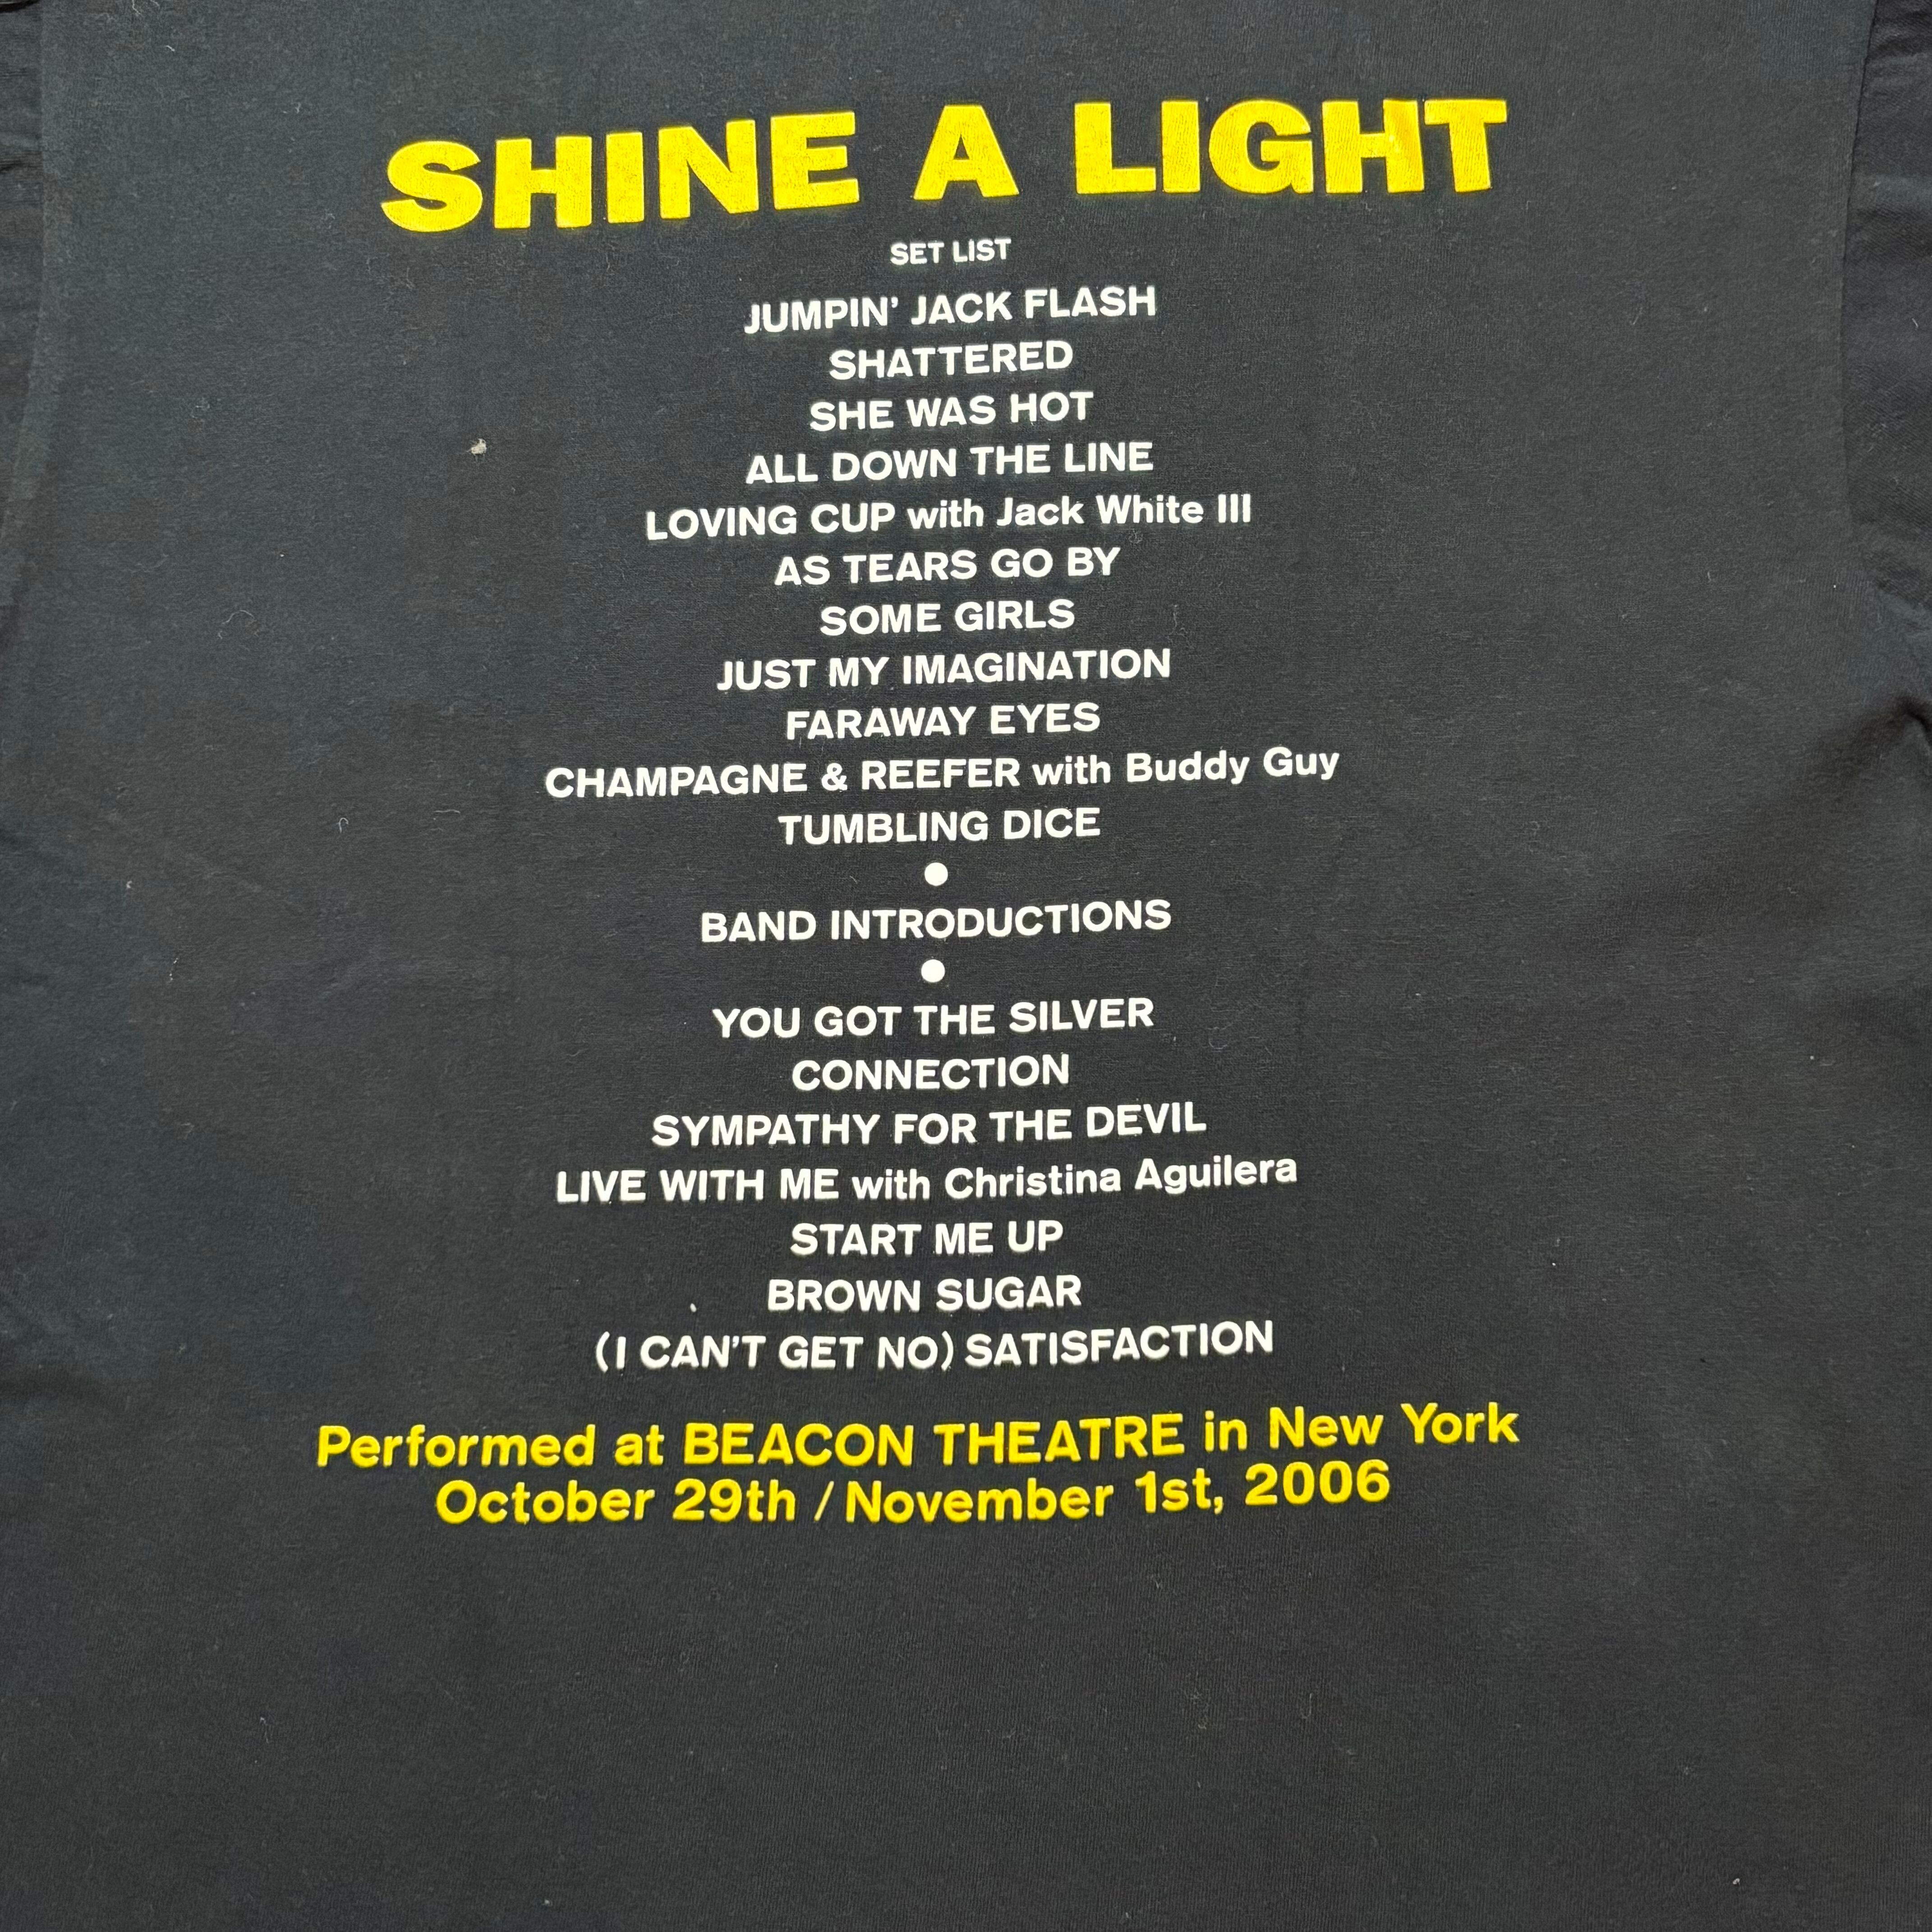 SHINE A LIGHT
SET LIST
JUMPIN' JACK FLASH
SHATTERED
SHE WAS HOT
ALL DOWN THE LINE
LOVING CUP with Jack White III
AS TEARS GO BY
SOME GIRLS
JUST MY IMAGINATION
FARAWAY EYES
CHAMPAGNE & REEFER with Buddy Guy
TUMBLING DICE
●
BAND INTRODUCTIONS
●
YOU GOT THE SILVER
CONNECTION
SYMPATHY FOR THE DEVIL
LIVE WITH ME with Christina Aguilera
START ME UP
BROWN SUGAR
(I CAN'T GET NO) SATISFACTION
Performed at BEACON THEATRE in New York
October 29th / November 1st, 2006